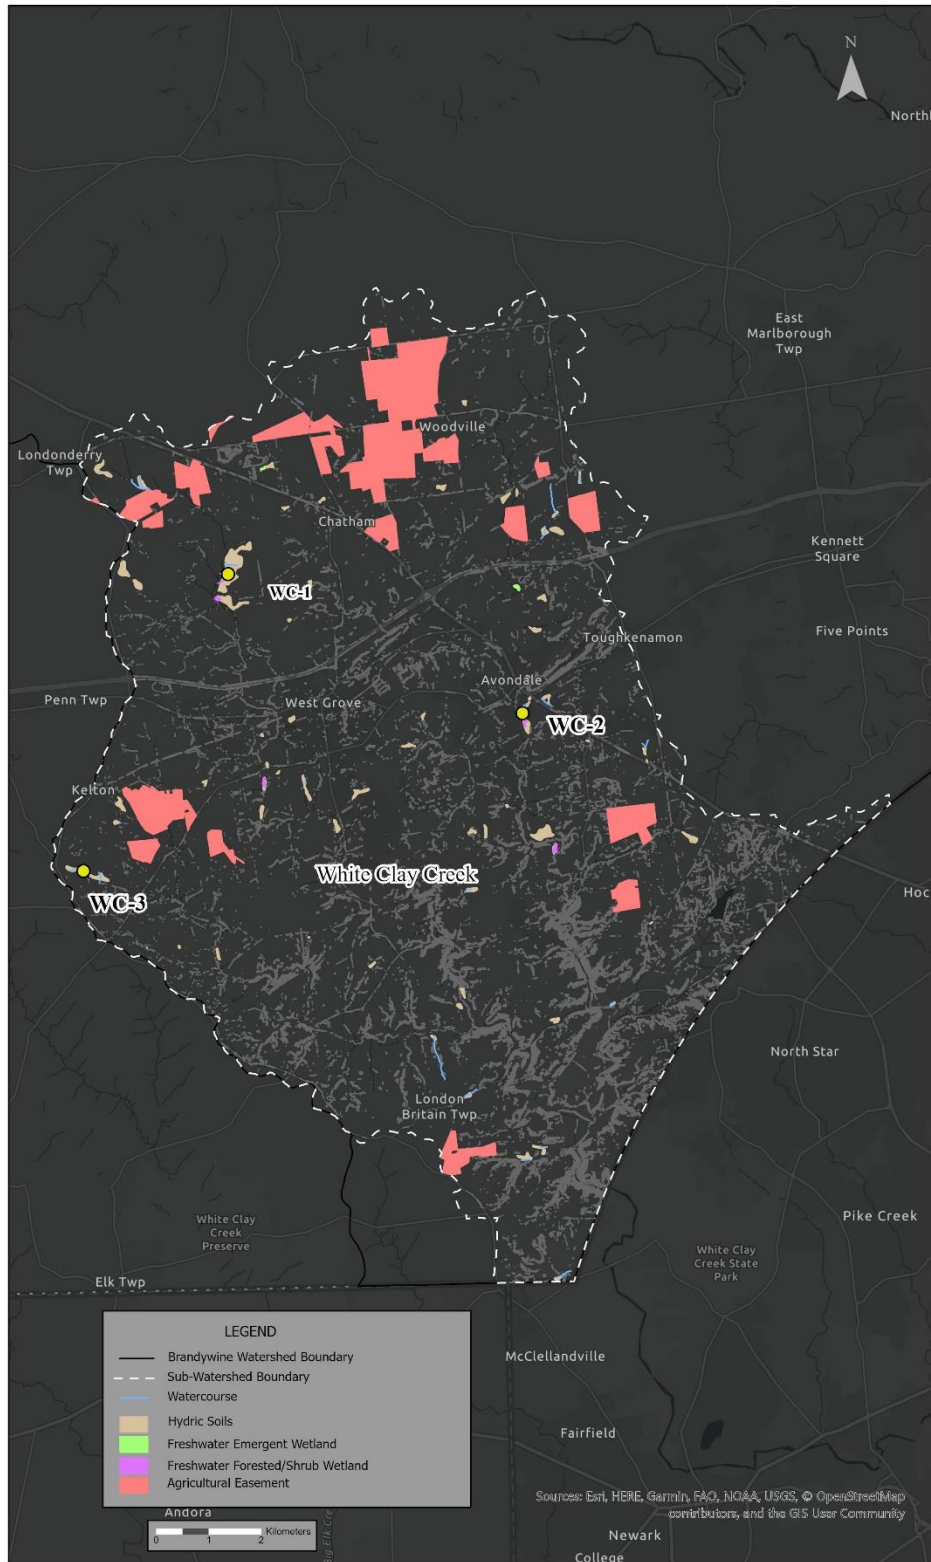 N
North
East
Marlborough
Twp
Woodville
Londonderry
Twp
Chatham
Kennett
Square
WC-1
Five Points
Toughkenamon
Avondale
Penn Twp
West Grove
WC-2
Kelton
White Clay Creek
WC-3
Hoc
North Star
London
Britain Twp
White Clay
Creek
Preserve
Pike Creek
White Clay
Creek State
Park
Elk Twp
LEGEND
Brandywine Watershed Boundary
Sub-Watershed Boundary
Watercourse
Hydric Soils
Freshwater Emergent Wetland
Freshwater Forested/Shrub Wetland
Agricultural Easement
McClellandville
Fairfield
Sources: Esri, HERE, Garmin, FAO, NOAA, USGS, © OpenStreetMap
contributors, and the GIS User Community
Andora
Kilometers
0 1 2
Big Elk Cre
Newark
College